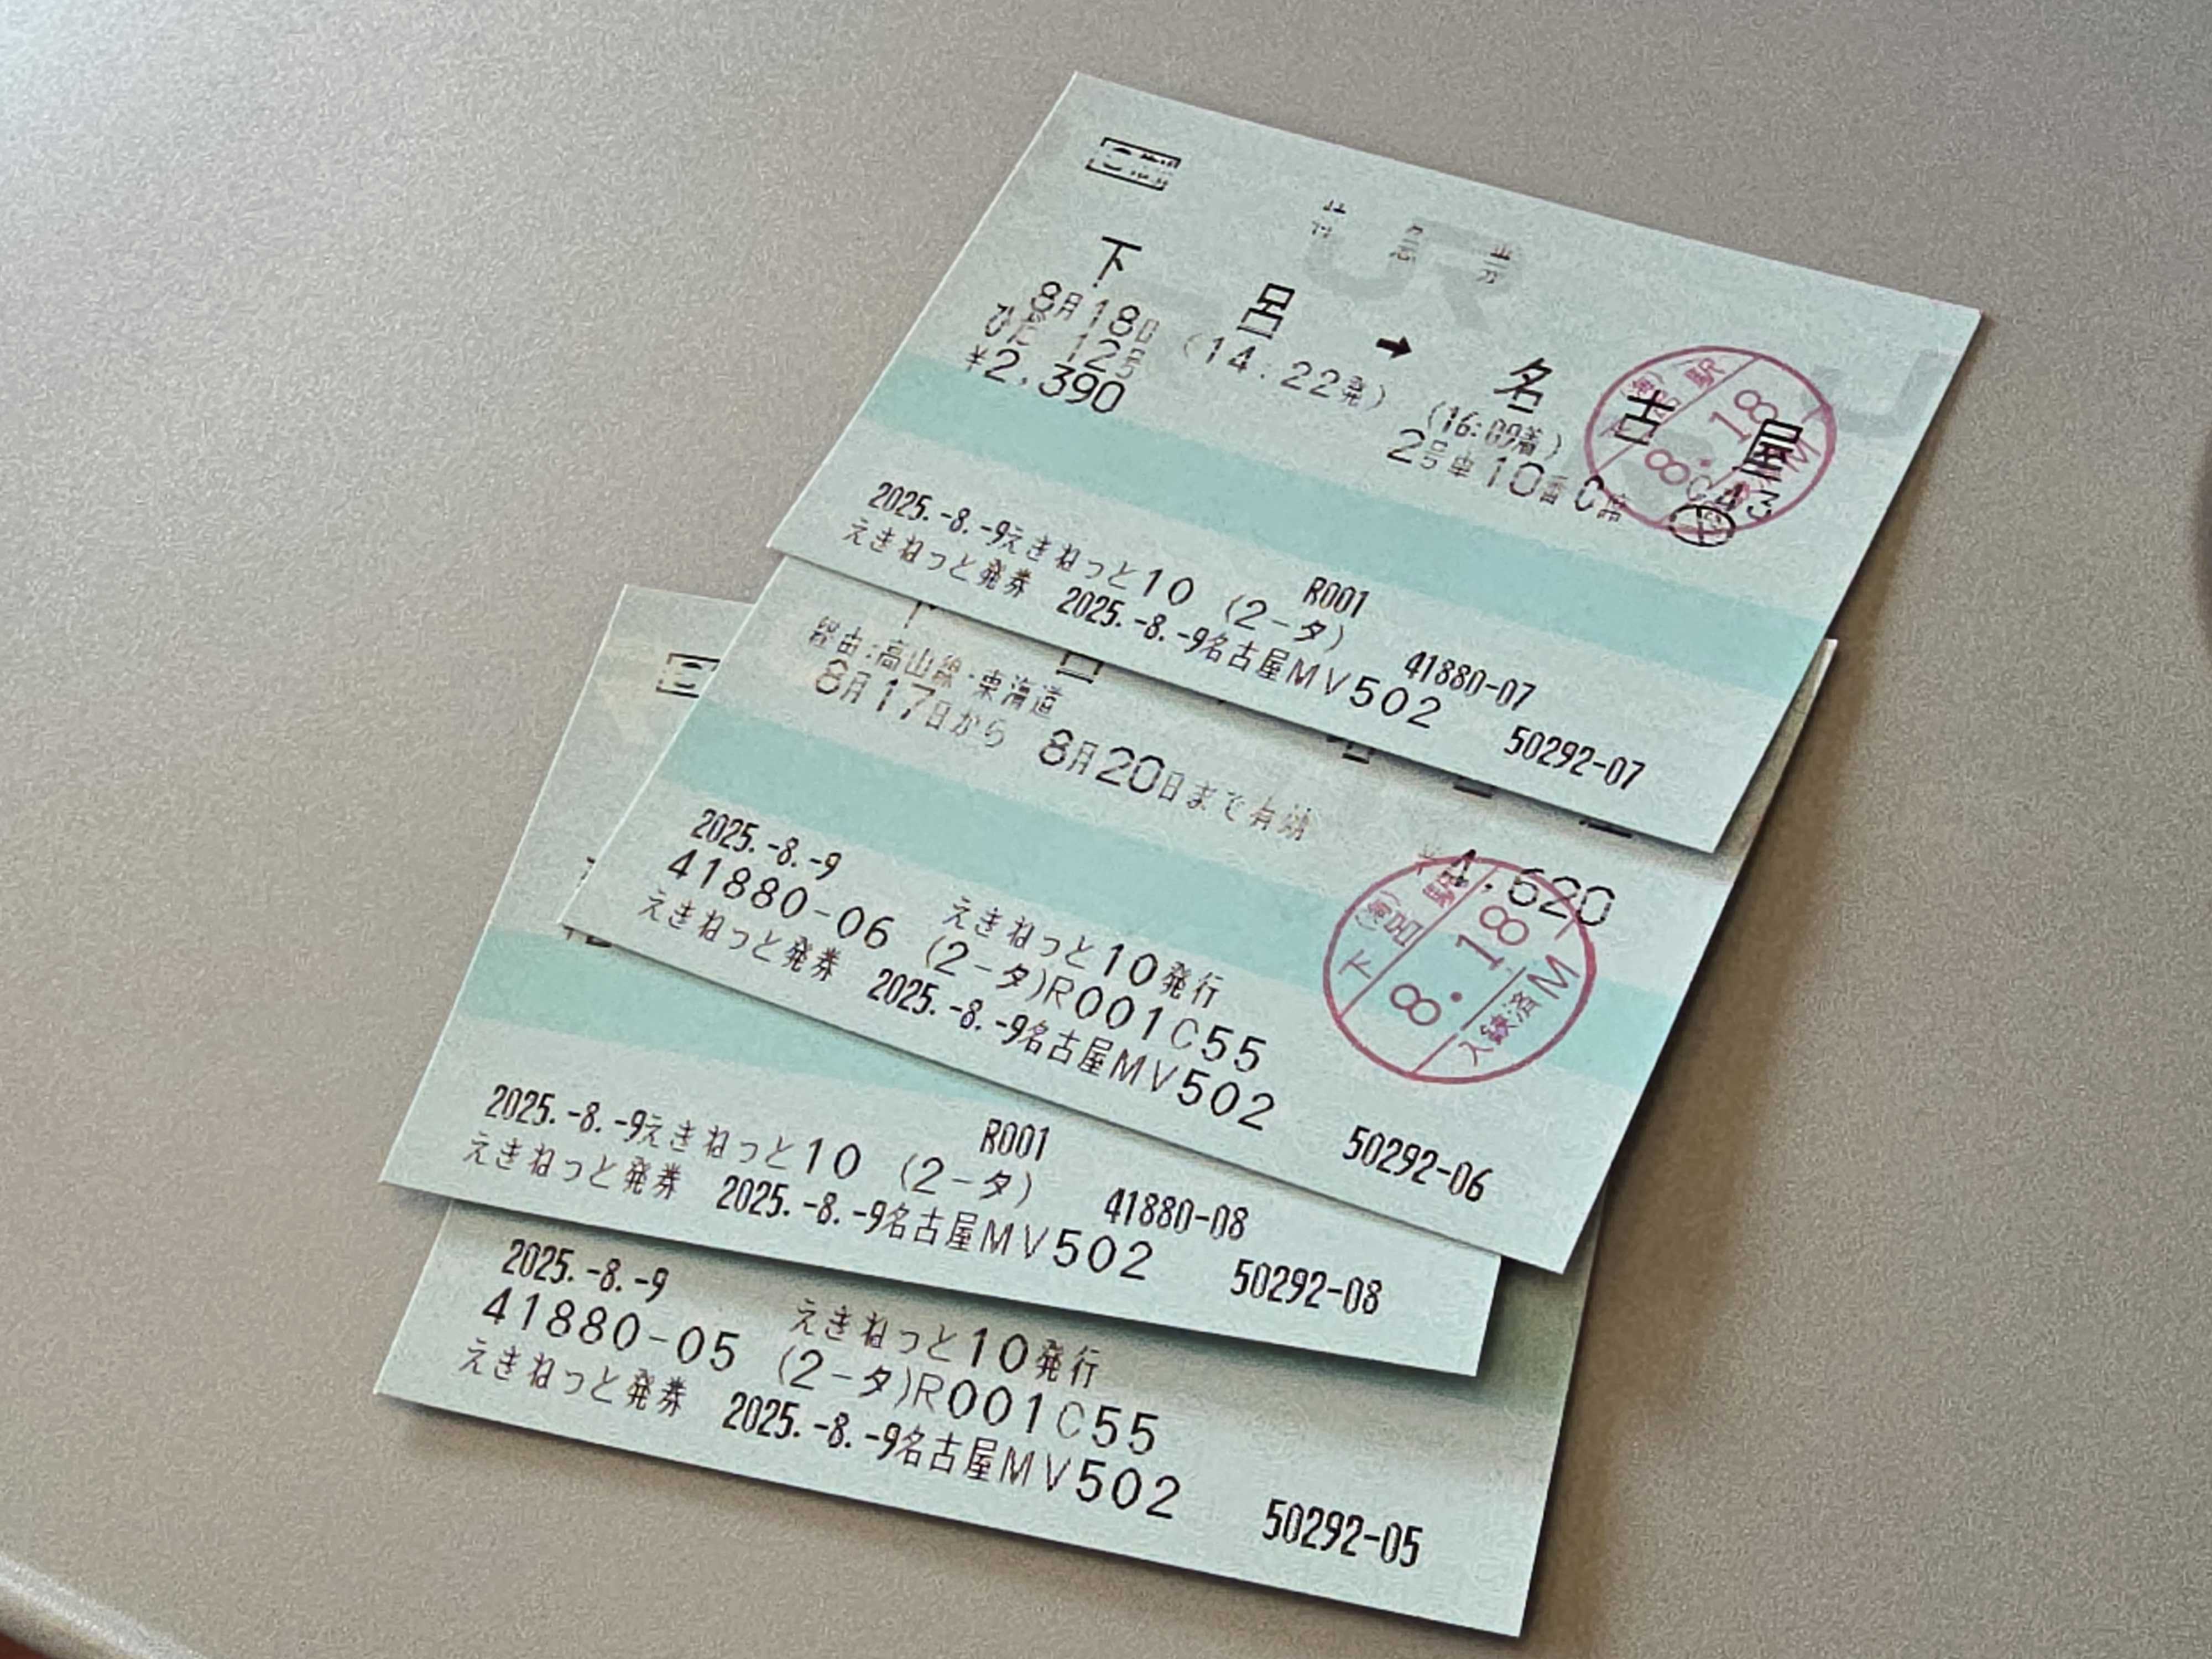 下 呂 → 名 古 屋
8月18日 (14:22発) (16:09着)
ひだ 12号 2号車10番C席
¥2,390
2025.-8.-9えきねっと10 (2-タ) 41880-07
R001
えきねっと発券 2025.-8.-9名古屋MV502 50292-07
経由:高山線・東海道
8月17日から 8月20日まで有効
2025.-8.-9 えきねっと10発行
41880-06 (2-タ)R001C55
えきねっと発券 2025.-8.-9名古屋MV502 50292-06
下呂駅
8.18
入鋏済
M
R001
2025.-8.-9えきねっと10 (2-タ) 41880-08
えきねっと発券 2025.-8.-9名古屋MV502 50292-08
2025.-8.-9 えきねっと10発行
41880-05 (2-タ)R001C55
えきねっと発券 2025.-8.-9名古屋MV502 50292-05